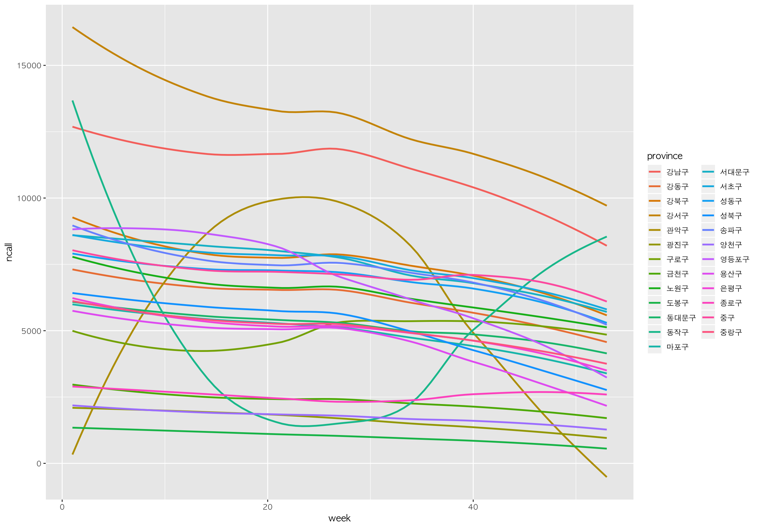 15000
10000
5000
0
ncall
0
20
40
week
province
강남구
강동구
강북구
강서구
관악구
광진구
구로구
금천구
노원구
도봉구
동대문구
동작구
마포구
서대문구
서초구
성동구
성북구
송파구
양천구
영등포구
용산구
은평구
종로구
중구
중랑구